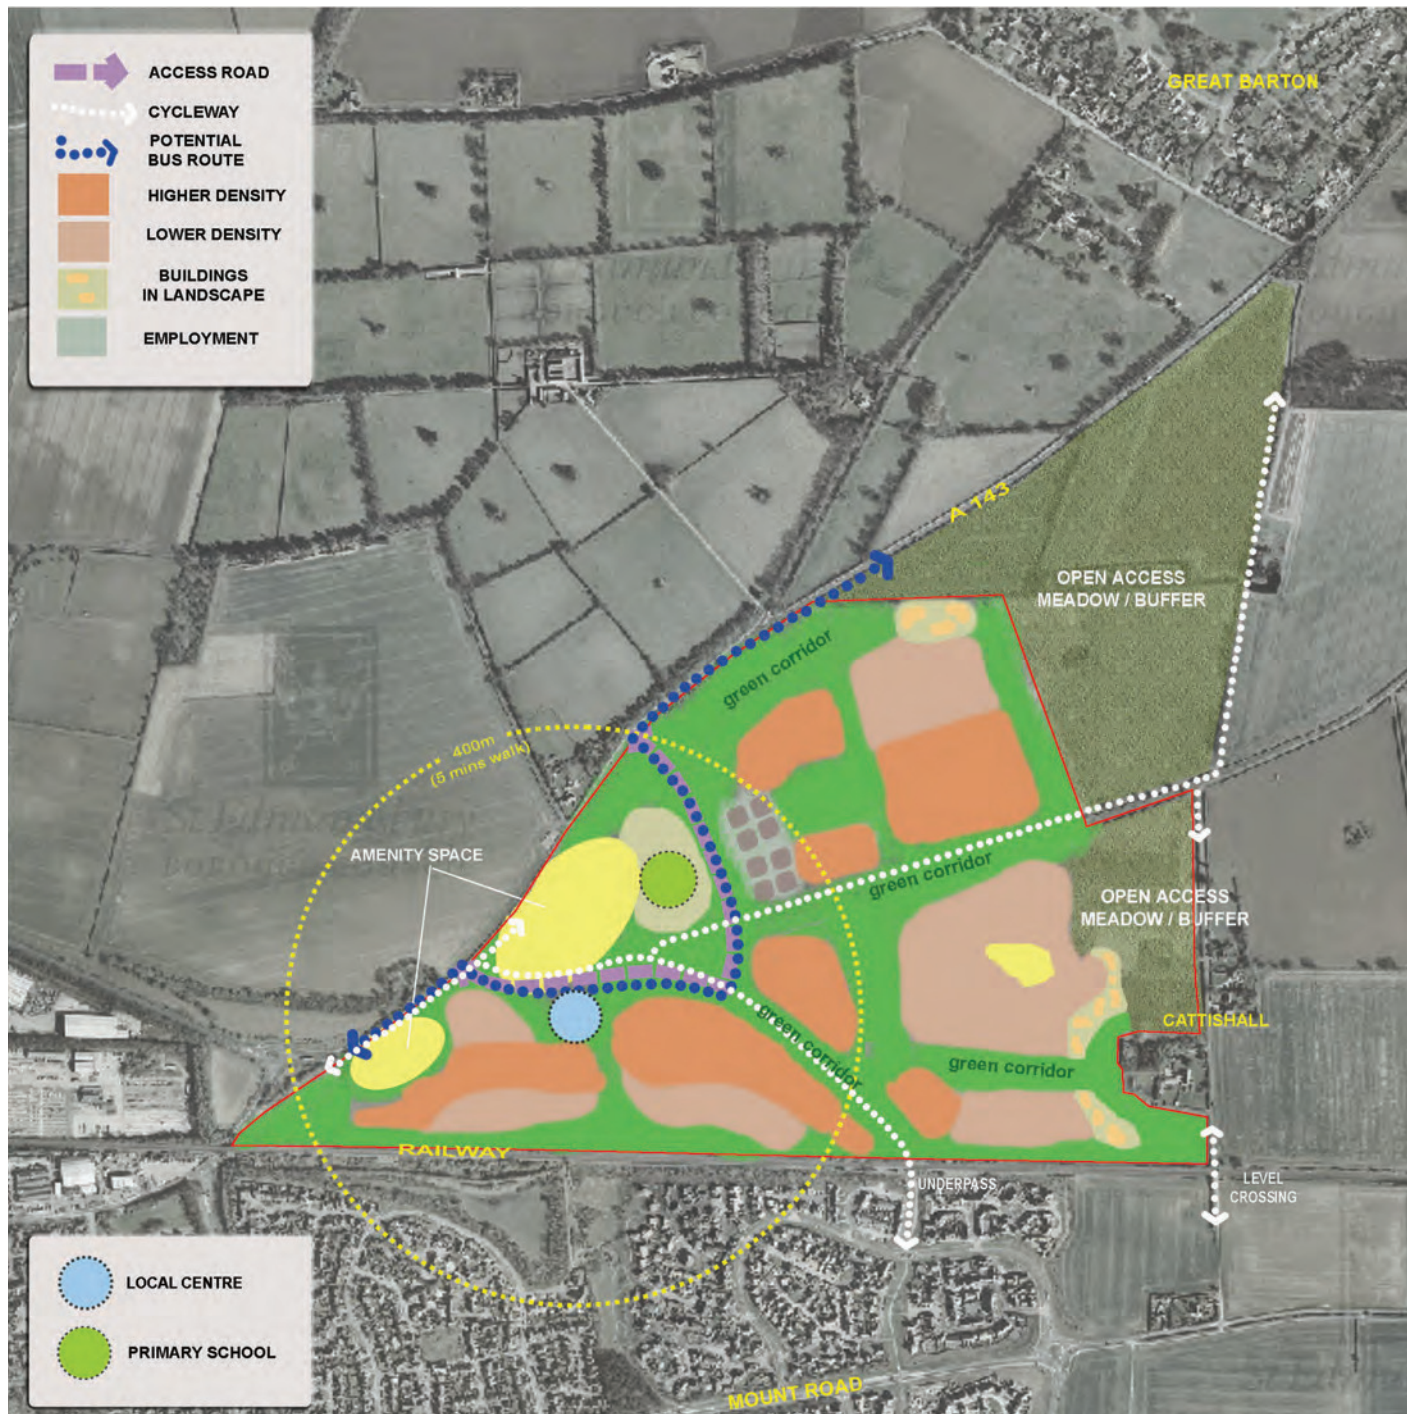 ACCESS ROAD
CYCLEWAY
POTENTIAL
BUS ROUTE
HIGHER DENSITY
LOWER DENSITY
BUILDINGS
IN LANDSCAPE
EMPLOYMENT
GREAT BARTON
A 143
OPEN ACCESS
MEADOW / BUFFER
green corridor
400m
(5 mins walk)
AMENITY SPACE
green corridor
OPEN ACCESS
MEADOW / BUFFER
CATTISHALL
green corridor
green corridor
RAILWAY
UNDERPASS
LEVEL
CROSSING
LOCAL CENTRE
PRIMARY SCHOOL
MOUNT ROAD